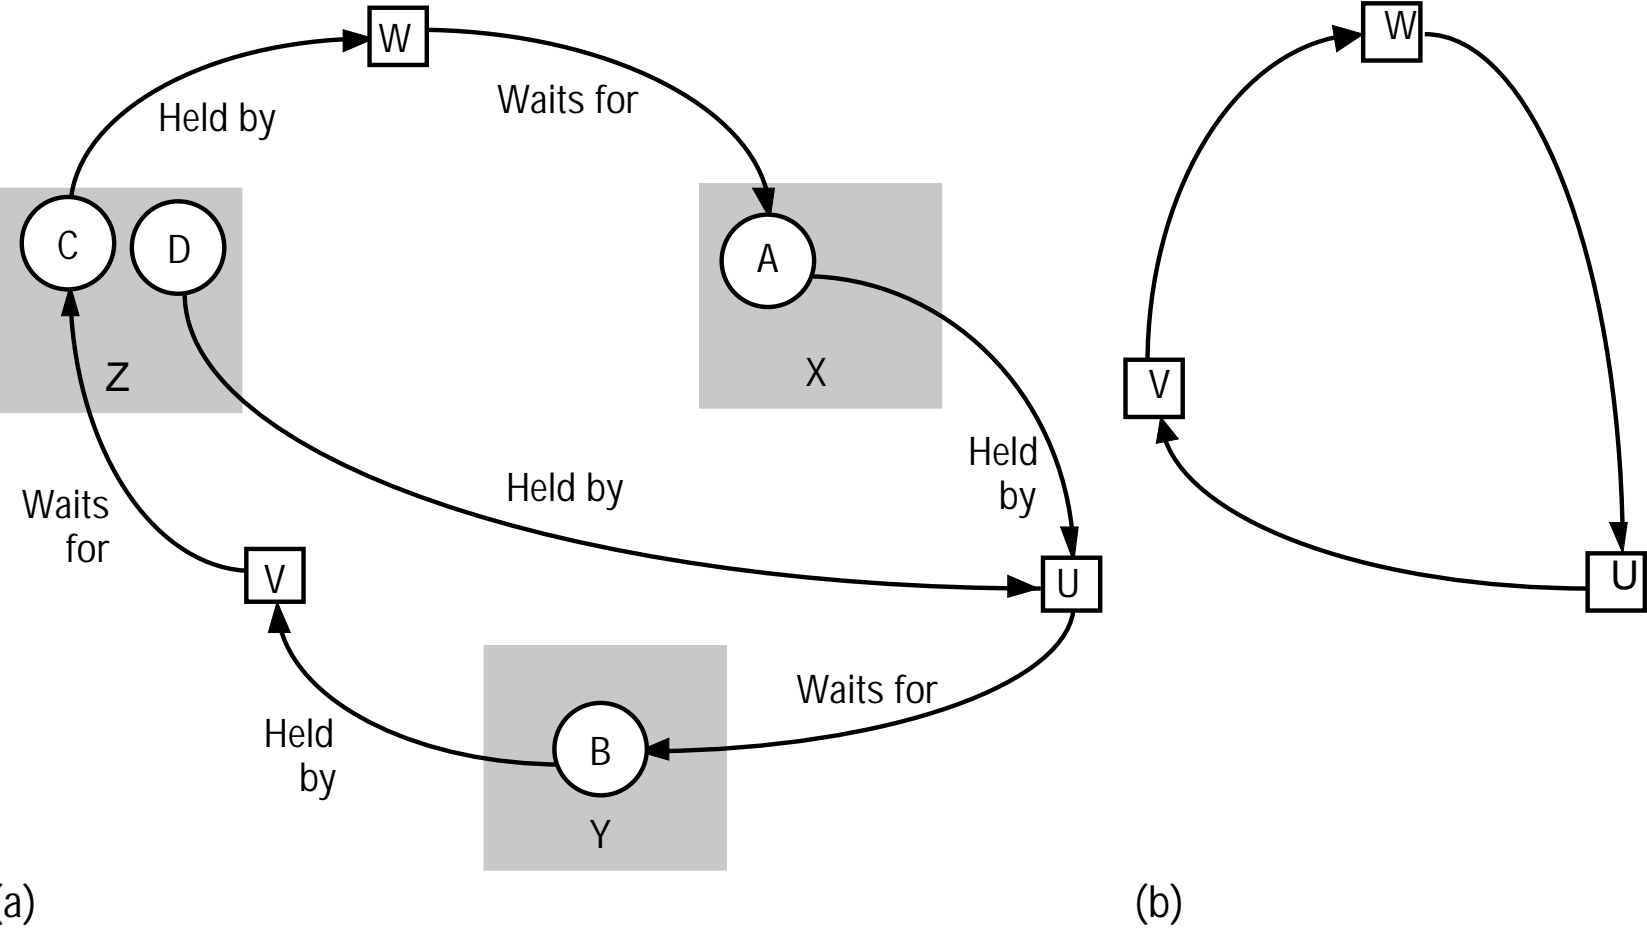 W
W
Waits for
Held by
C
D
A
Z
X
V
Held
by
Held by
Waits
for
V
U
U
Waits for
Held
by
B
Y
(a)
(b)